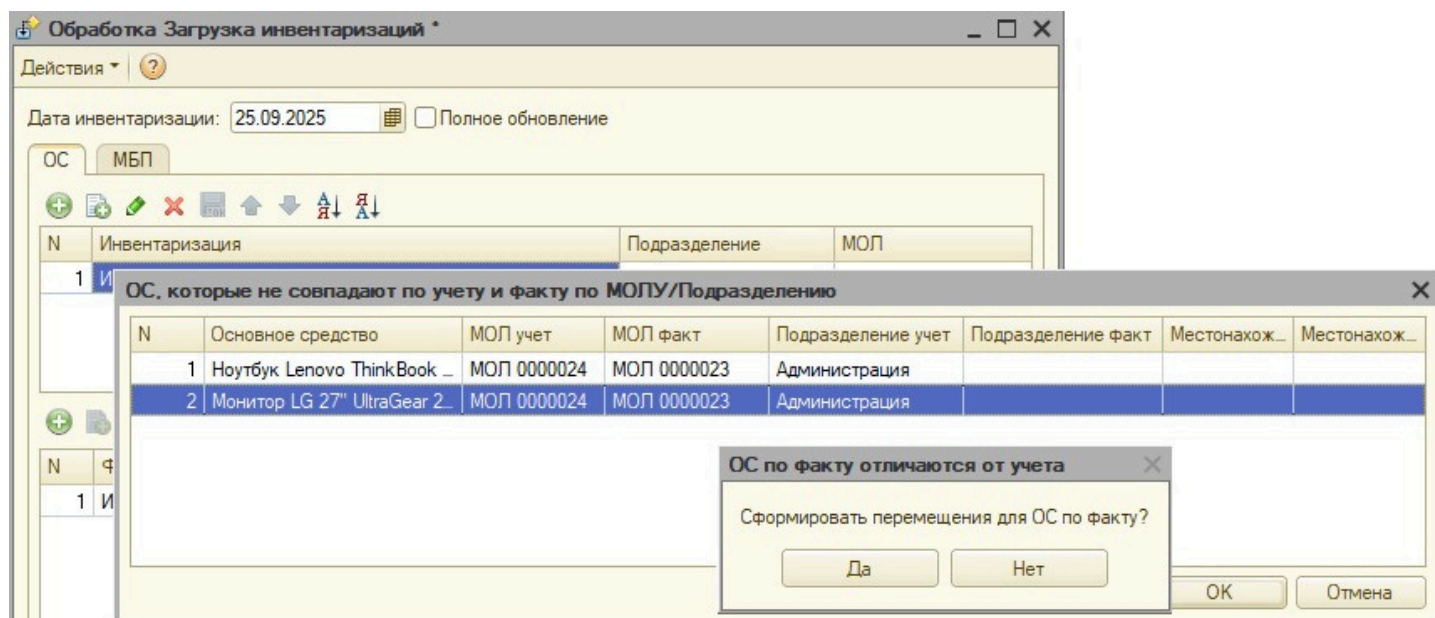 Обработка Загрузка инвентаризаций *
Действия
Дата инвентаризации: 25.09.2025 Полное обновление
ОС МБП
N Инвентаризация Подразделение МОЛ
1 И
ОС, которые не совпадают по учету и факту по МОЛУ/Подразделению
N Основное средство МОЛ учет МОЛ факт Подразделение учет Подразделение факт Местонахож... Местонахож...
1 Ноутбук Lenovo ThinkBook ... МОЛ 0000024 МОЛ 0000023 Администрация
2 Монитор LG 27" UltraGear 2... МОЛ 0000024 МОЛ 0000023 Администрация
N Ф
1 И
ОС по факту отличаются от учета
Сформировать перемещения для ОС по факту?
Да Нет
OK Отмена